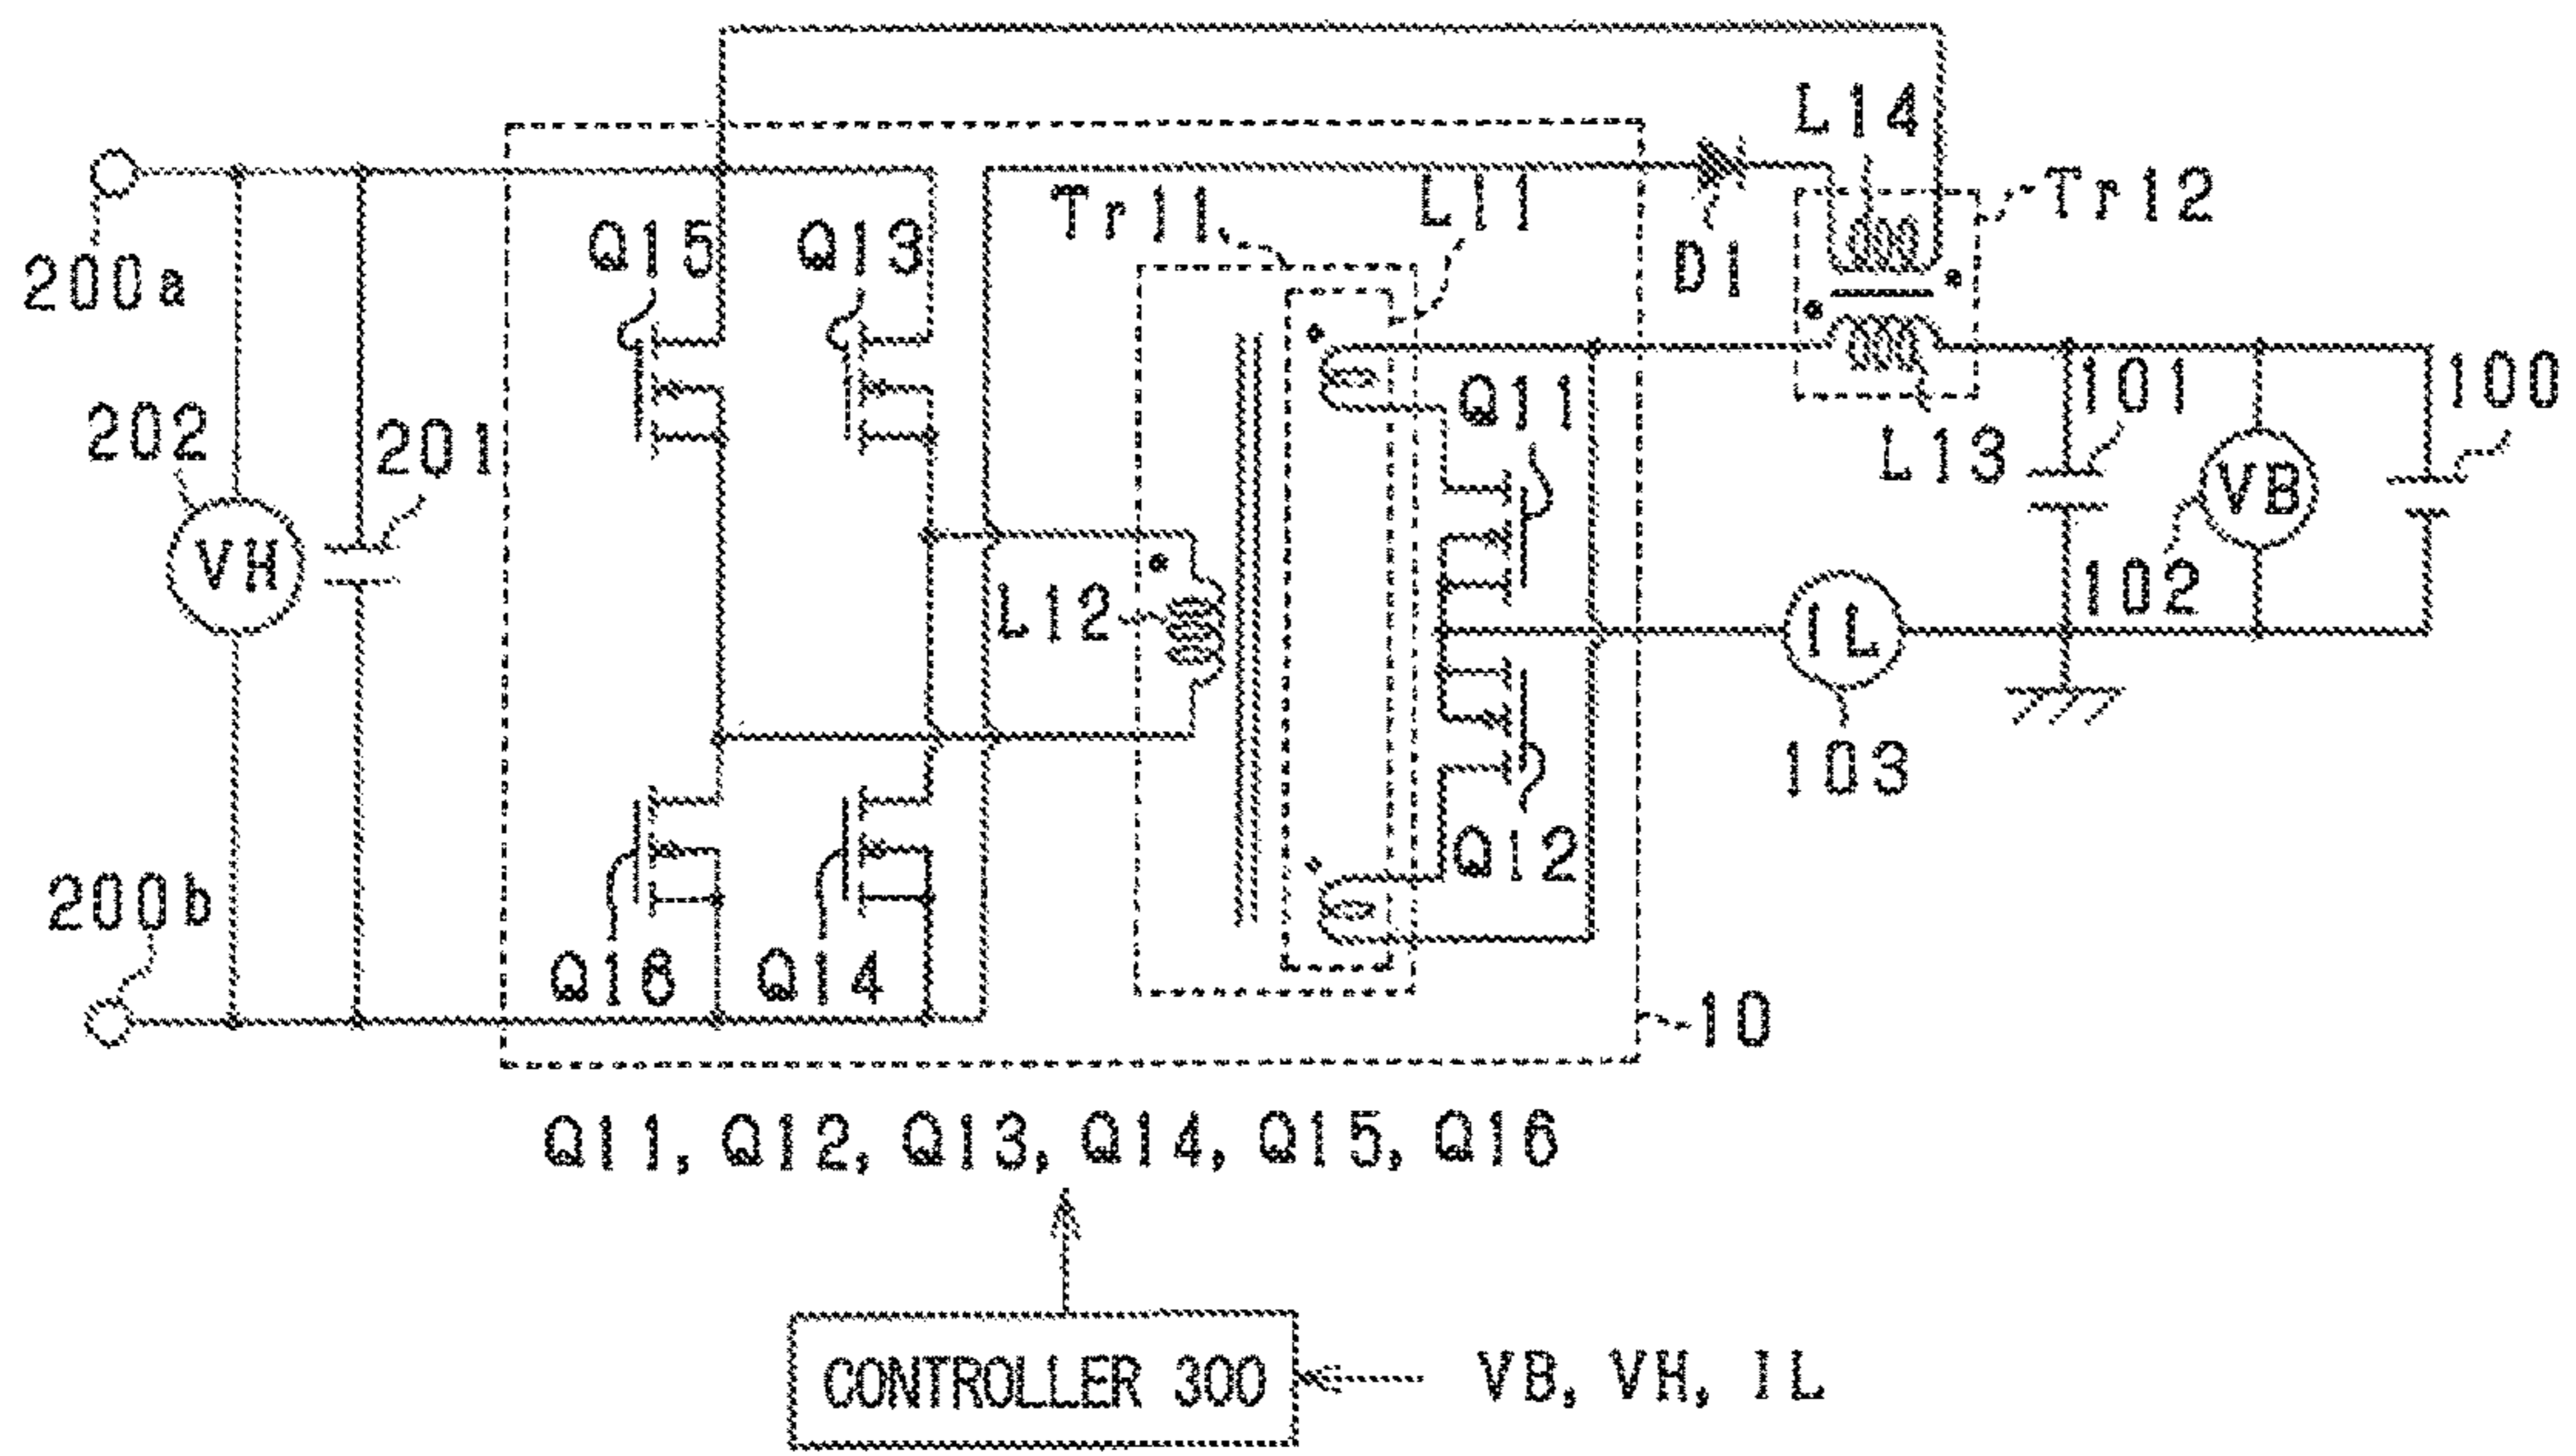 L14
Tr12
Tr11
L11
Q15
Q13
D1
200a
Q11
101
100
202
201
L13
VH
VB
L12
102
IL
103
Q12
200b
Q16
Q14
10
Q11, Q12, Q13, Q14, Q15, Q16
CONTROLLER 300
VB, VH, IL